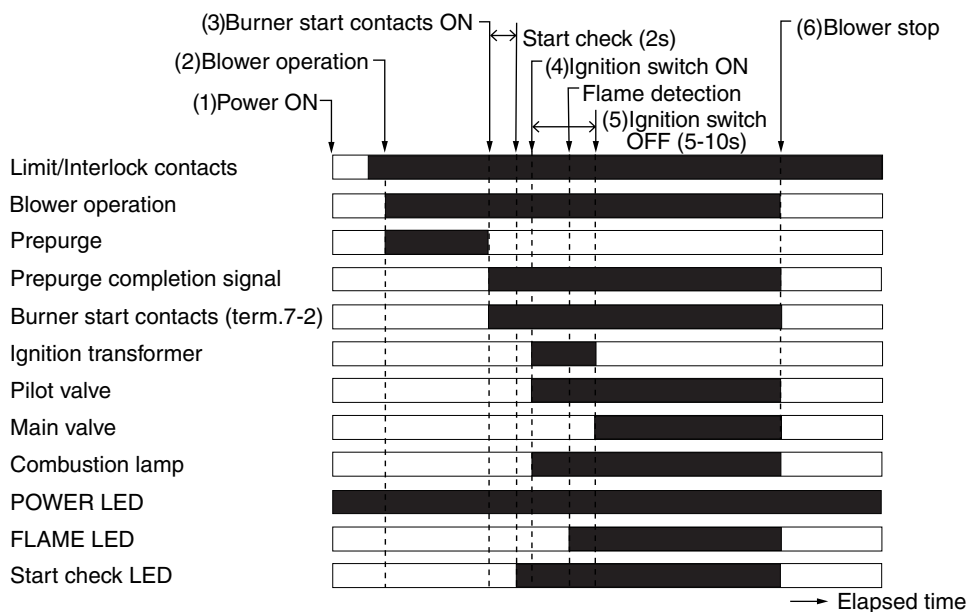 (3)Burner start contacts ON
(6)Blower stop
Start check (2s)
(2)Blower operation
(4)Ignition switch ON
Flame detection
(1)Power ON
(5)Ignition switch
OFF (5-10s)
Limit/Interlock contacts
Blower operation
Prepurge
Prepurge completion signal
Burner start contacts (term.7-2)
Ignition transformer
Pilot valve
Main valve
Combustion lamp
POWER LED
FLAME LED
Start check LED
Elapsed time